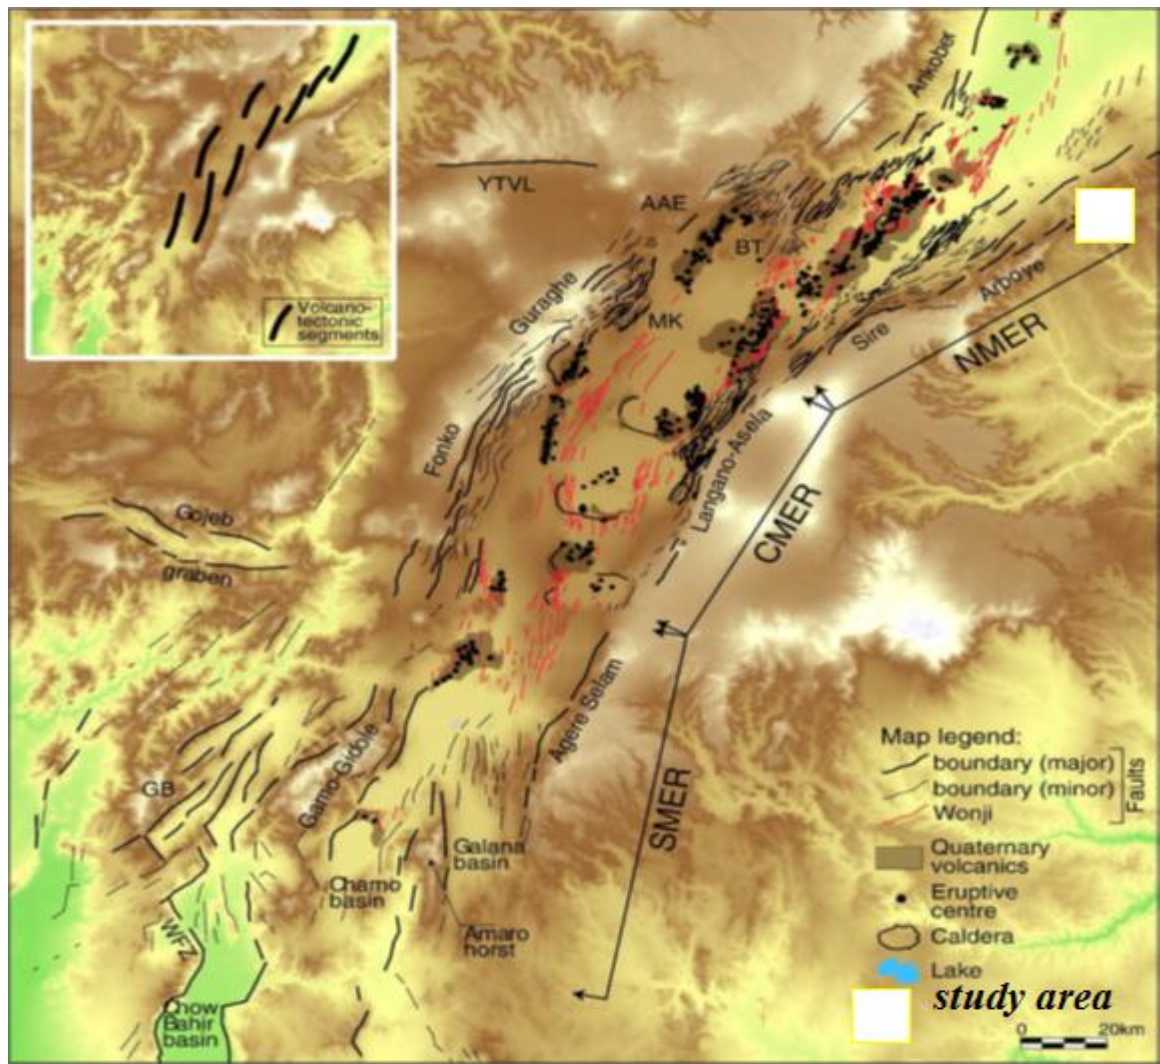 Ankober
YTVL
AAE
BT
Guraghe
MK
Arboye
Sire
NMER
Volcano-
tectonic
segments
Fonko
Langano-Asela
CMER
Gojeb
graben
Agere Selam
SMER
Gamo-Gidole
GB
Galana
basin
Chamo
basin
Amaro
horst
WFZ
Chow
Bahir
basin
Map legend:
boundary (major)
boundary (minor)
Wonji
Faults
Quaternary
volcanics
Eruptive
centre
Caldera
Lake
study area
0 20km